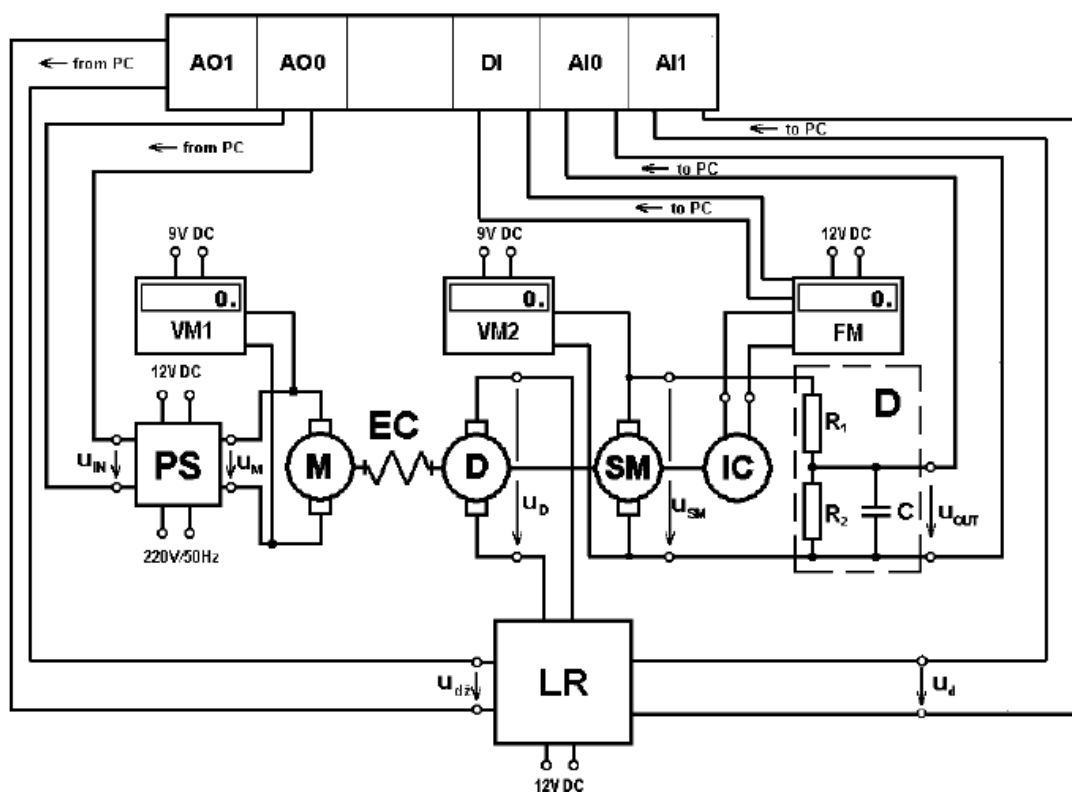 AO1 AO0 DI AI0 AI1
← from PC
← to PC
← from PC
← to PC
← to PC
9V DC 9V DC 12V DC
0. 0. 0.
VM1 VM2 FM
12V DC
EC D
R1
uIN PS uM M D SM IC
uD uSM R2 C uOUT
220V/50Hz
udž LR ud
12V DC